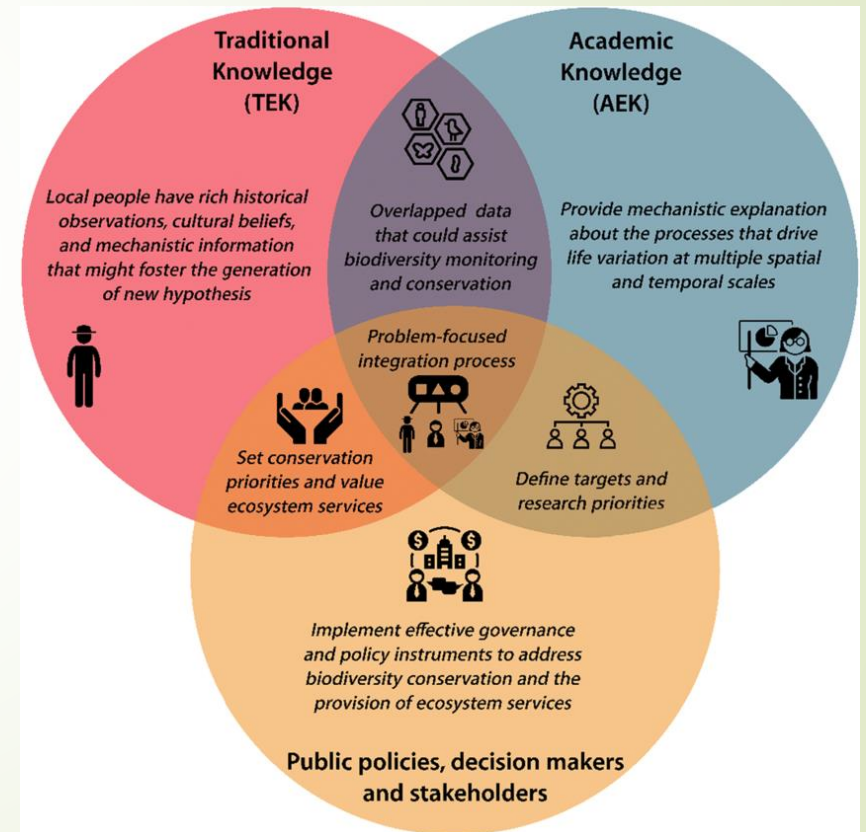 Traditional
Knowledge
(TEK)
Academic
Knowledge
(AEK)
Local people have rich historical
observations, cultural beliefs,
and mechanistic information
that might foster the generation
of new hypothesis
Overlapped data
that could assist
biodiversity monitoring
and conservation
Provide mechanistic explanation
about the processes that drive
life variation at multiple spatial
and temporal scales
Problem-focused
integration process
Set conservation
priorities and value
ecosystem services
Define targets and
research priorities
$ $
Implement effective governance
and policy instruments to address
biodiversity conservation and the
provision of ecosystem services
Public policies, decision makers
and stakeholders